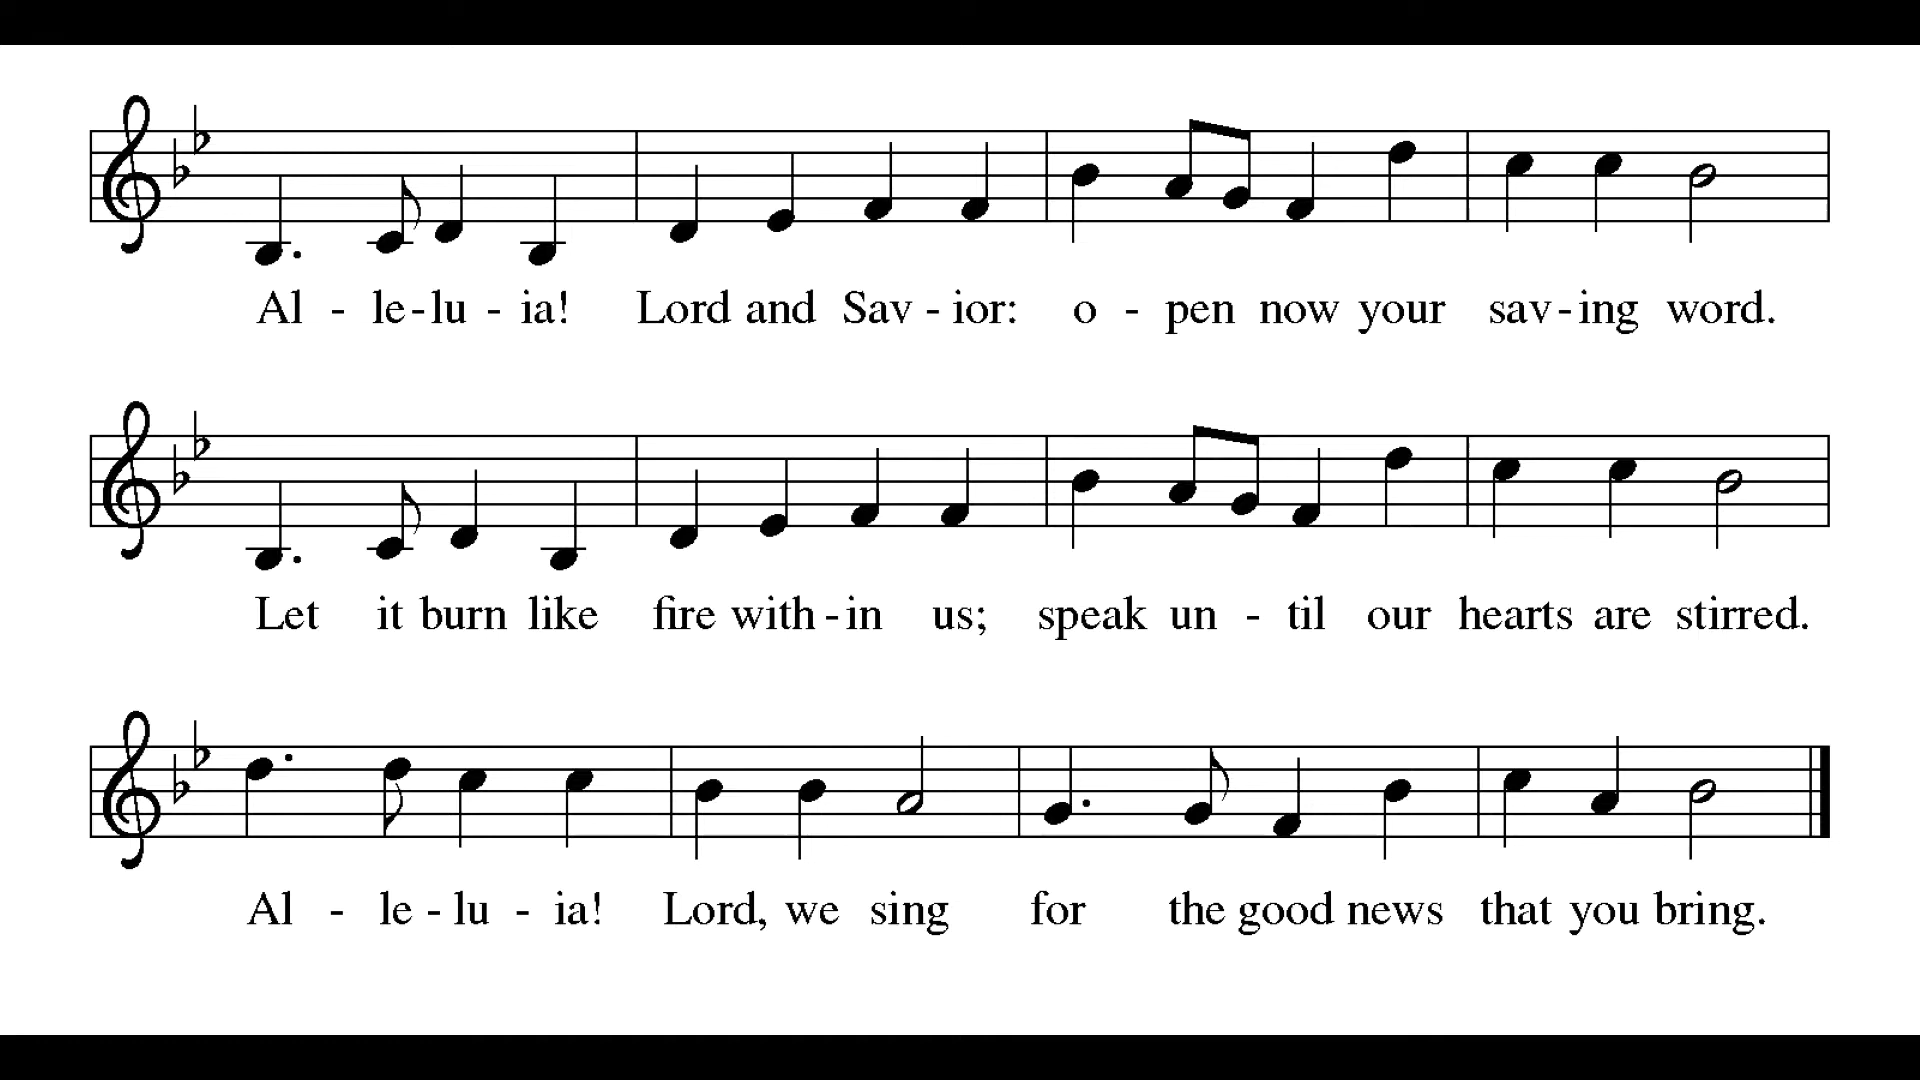 Al - le - lu - ia! Lord and Sav - ior: o - pen now your sav - ing word.
Let it burn like fire with - in us; speak un - til our hearts are stirred.
Al - le - lu - ia! Lord, we sing for the good news that you bring.